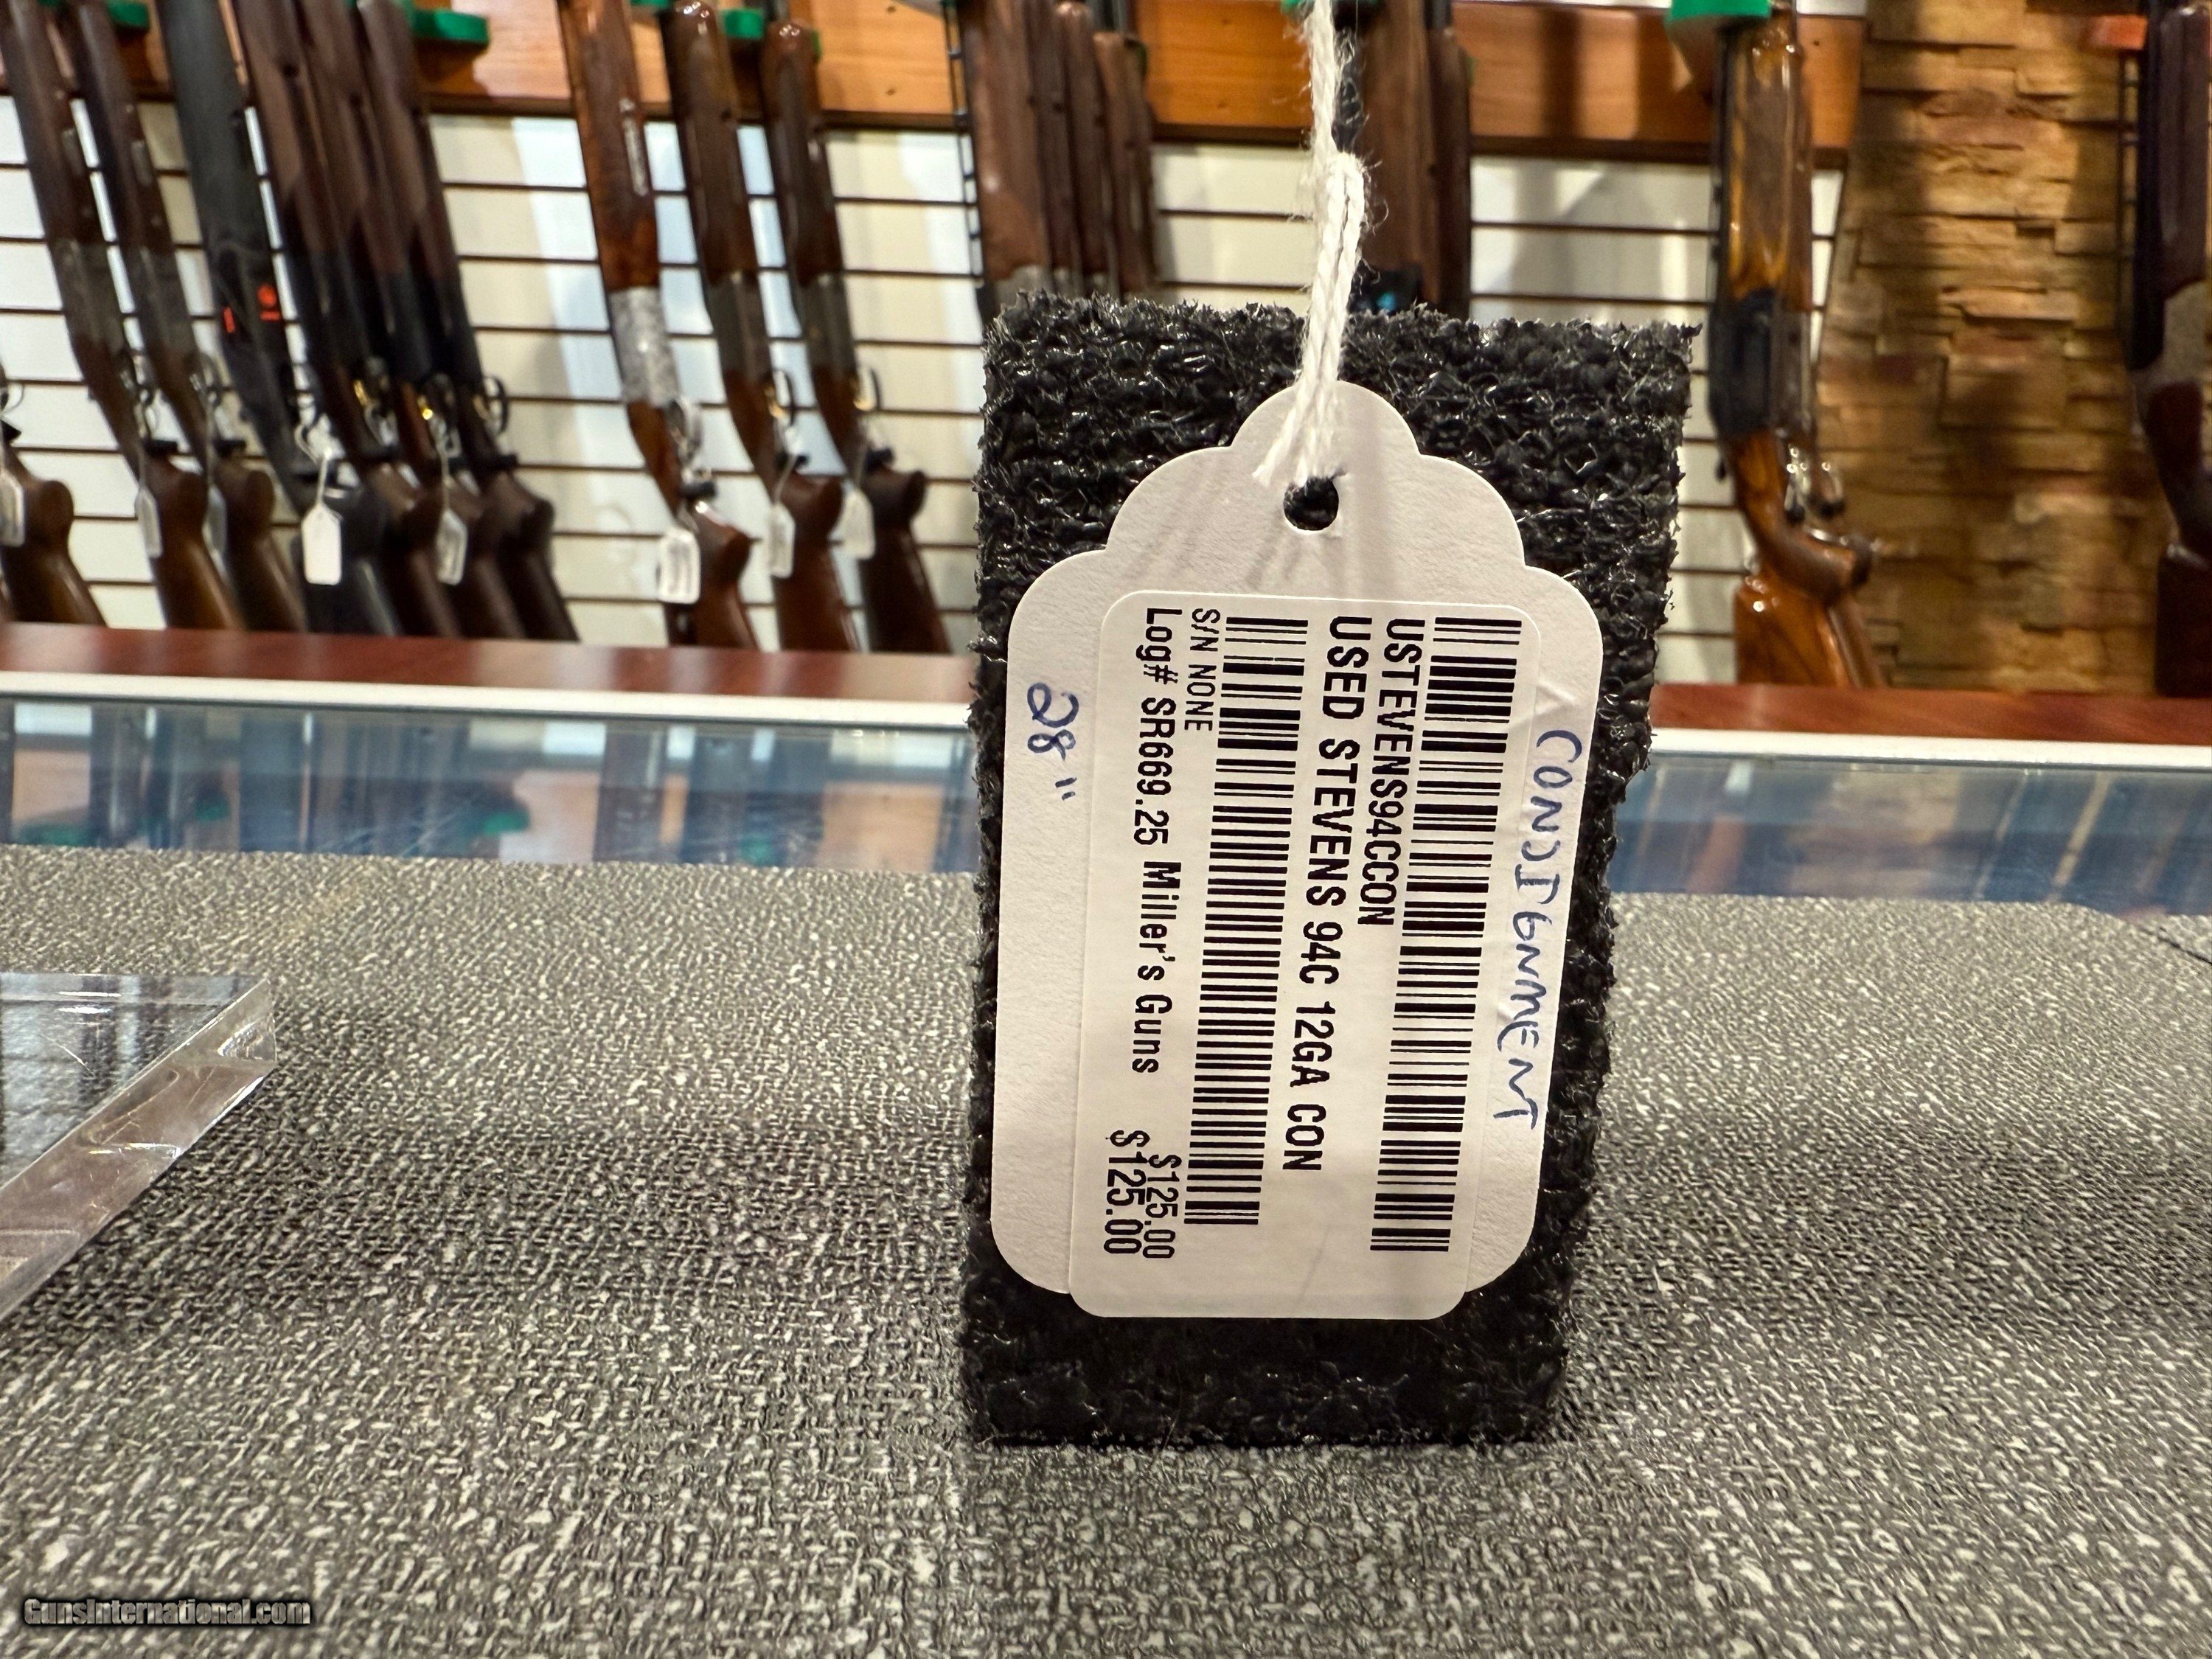 CONSIGNMENT
USTEVENS94CCON
USED STEVENS 94C 12GA CON
S/N NONE $125.00
Log# SR669.25 Miller's Guns $125.00
28"
GunsInternational.com